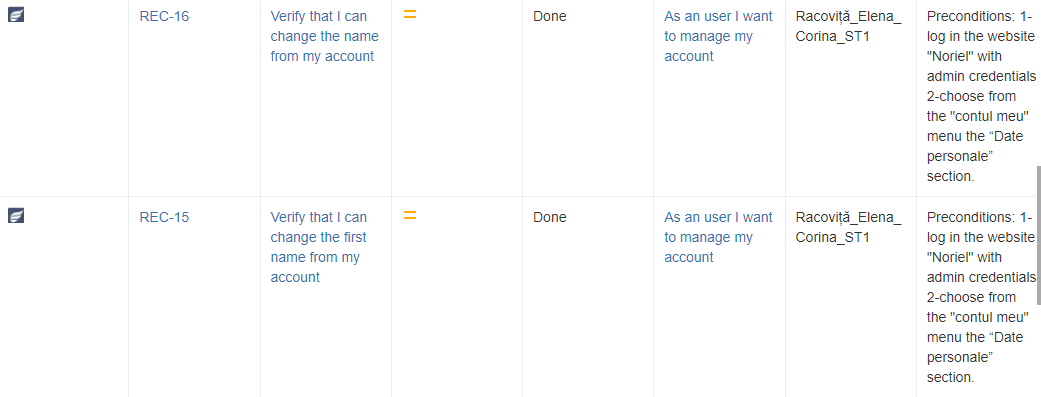 REC-16
Verify that I can
change the name
from my account
Done
As an user I want
to manage my
account
Racoviță_Elena_
Corina_ST1
Preconditions: 1-
log in the website
"Noriel" with
admin credentials
2-choose from
the "contul meu"
menu the “Date
personale”
section.
REC-15
Verify that I can
change the first
name from my
account
Done
As an user I want
to manage my
account
Racoviță_Elena_
Corina_ST1
Preconditions: 1-
log in the website
"Noriel" with
admin credentials
2-choose from
the "contul meu"
menu the “Date
personale”
section.